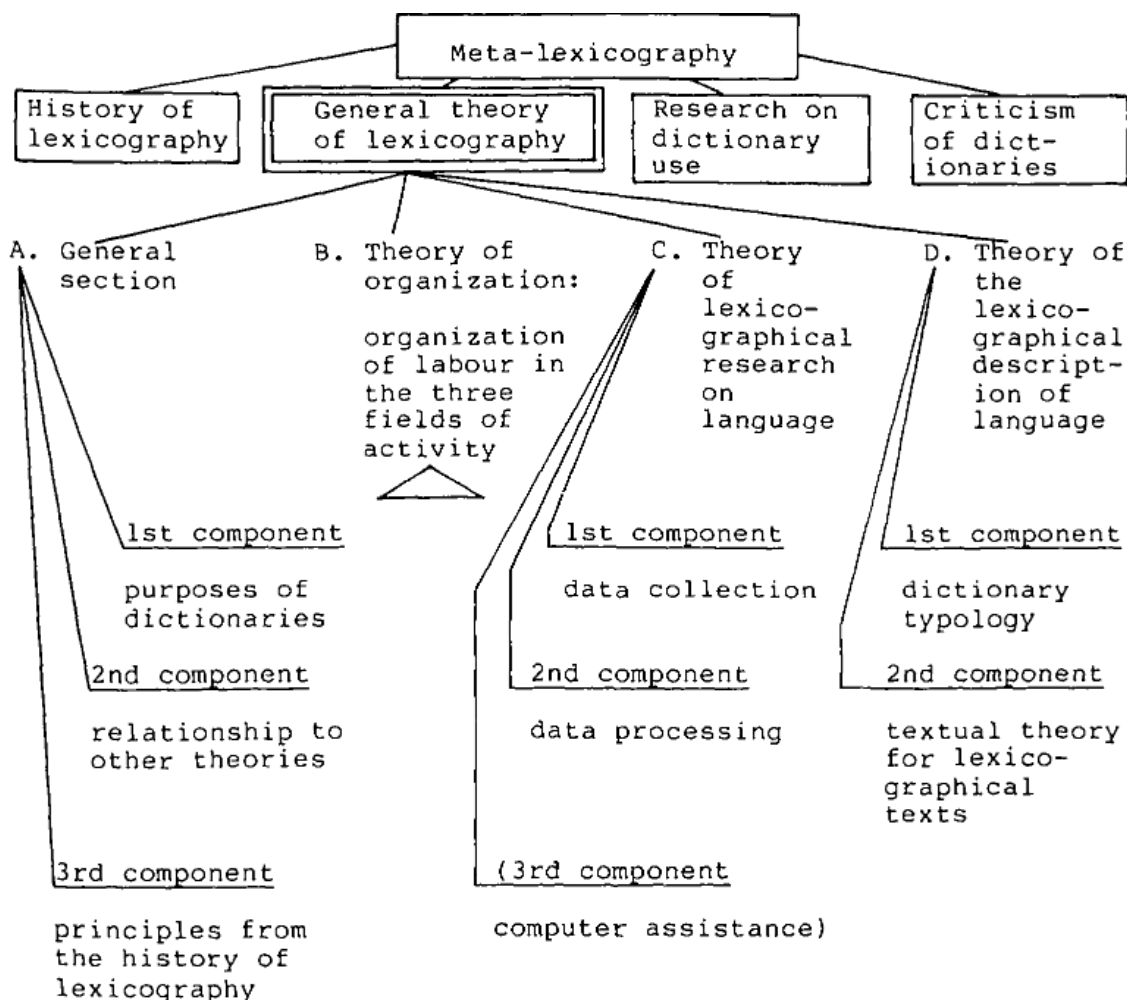 Meta-lexicography
History of
lexicography
General theory
of lexicography
Research on
dictionary
use
Criticism
of dict-
ionaries
A. General
section
B. Theory of
organization:
organization
of labour in
the three
fields of
activity
C. Theory
of
lexico-
graphical
research
on
language
D. Theory of
the
lexico-
graphical
descript-
ion of
language
1st component
purposes of
dictionaries
2nd component
relationship to
other theories
3rd component
principles from
the history of
lexicography
1st component
data collection
2nd component
data processing
(3rd component
computer assistance)
1st component
dictionary
typology
2nd component
textual theory
for lexico-
graphical
texts